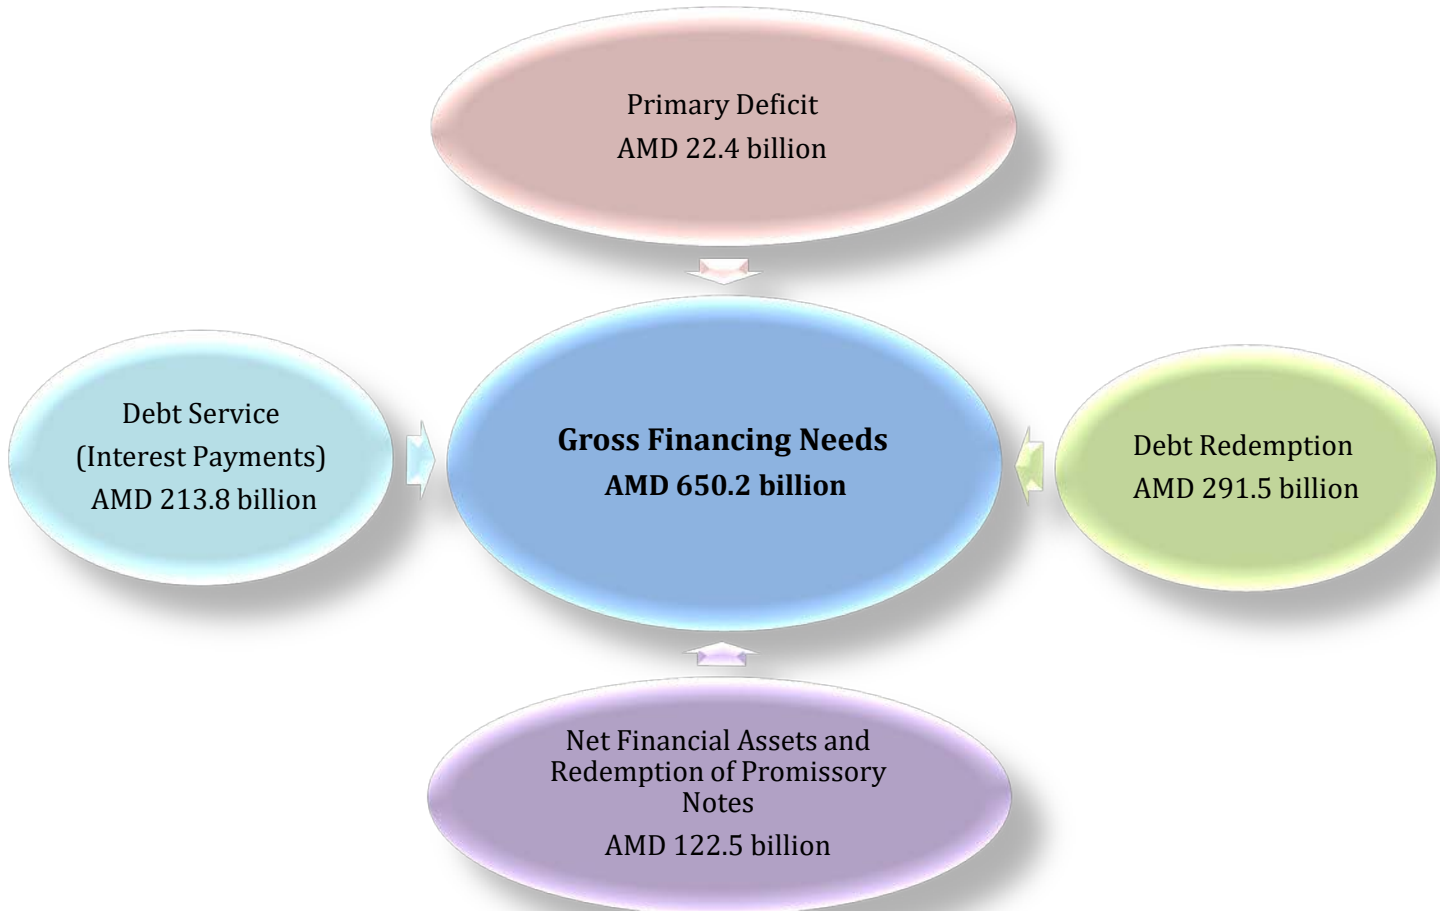 Primary Deficit
AMD 22.4 billion
Debt Service
(Interest Payments)
AMD 213.8 billion
Gross Financing Needs
AMD 650.2 billion
Debt Redemption
AMD 291.5 billion
Net Financial Assets and
Redemption of Promissory
Notes
AMD 122.5 billion